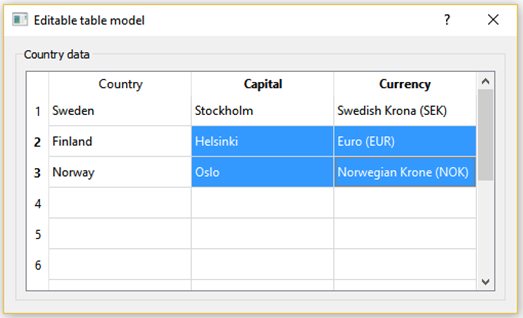 Editable table model ?
Country data
Country Capital Currency
1 Sweden Stockholm Swedish Krona (SEK)
2 Finland Helsinki Euro (EUR)
3 Norway Oslo Norwegian Krone (NOK)
4
5
6